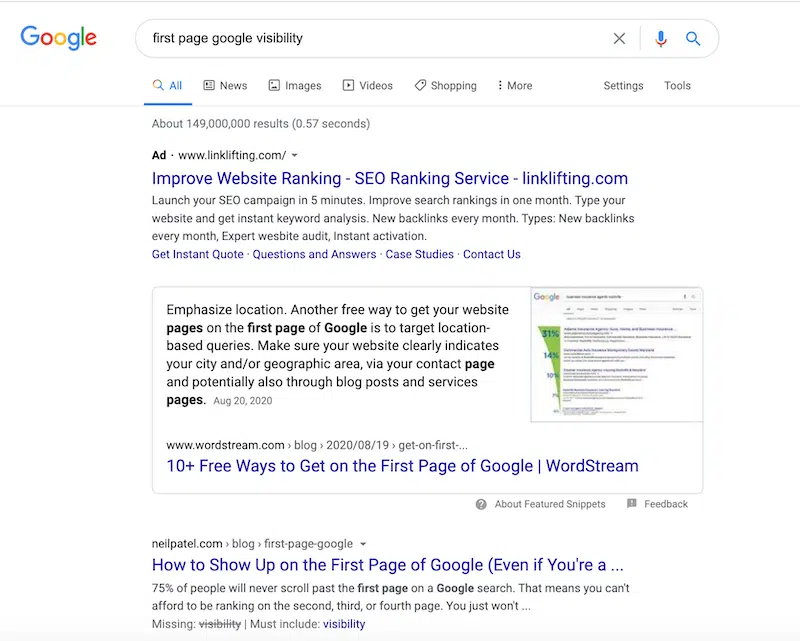 Google
first page google visibility
All News Images Videos Shopping More Settings Tools
About 149,000,000 results (0.57 seconds)
Ad · www.linklifting.com/
Improve Website Ranking - SEO Ranking Service - linklifting.com
Launch your SEO campaign in 5 minutes. Improve search rankings in one month. Type your
website and get instant keyword analysis. New backlinks every month. Types: New backlinks
every month, Expert wesbite audit, Instant activation.
Get Instant Quote · Questions and Answers · Case Studies · Contact Us
Emphasize location. Another free way to get your website
pages on the first page of Google is to target location-
based queries. Make sure your website clearly indicates
your city and/or geographic area, via your contact page
and potentially also through blog posts and services
pages. Aug 20, 2020
Google
31%
14%
10%
www.wordstream.com › blog › 2020/08/19 › get-on-first-...
10+ Free Ways to Get on the First Page of Google | WordStream
About Featured Snippets Feedback
neilpatel.com › blog › first-page-google
How to Show Up on the First Page of Google (Even if You're a ...
75% of people will never scroll past the first page on a Google search. That means you can't
afford to be ranking on the second, third, or fourth page. You just won't ...
Missing: visibility | Must include: visibility